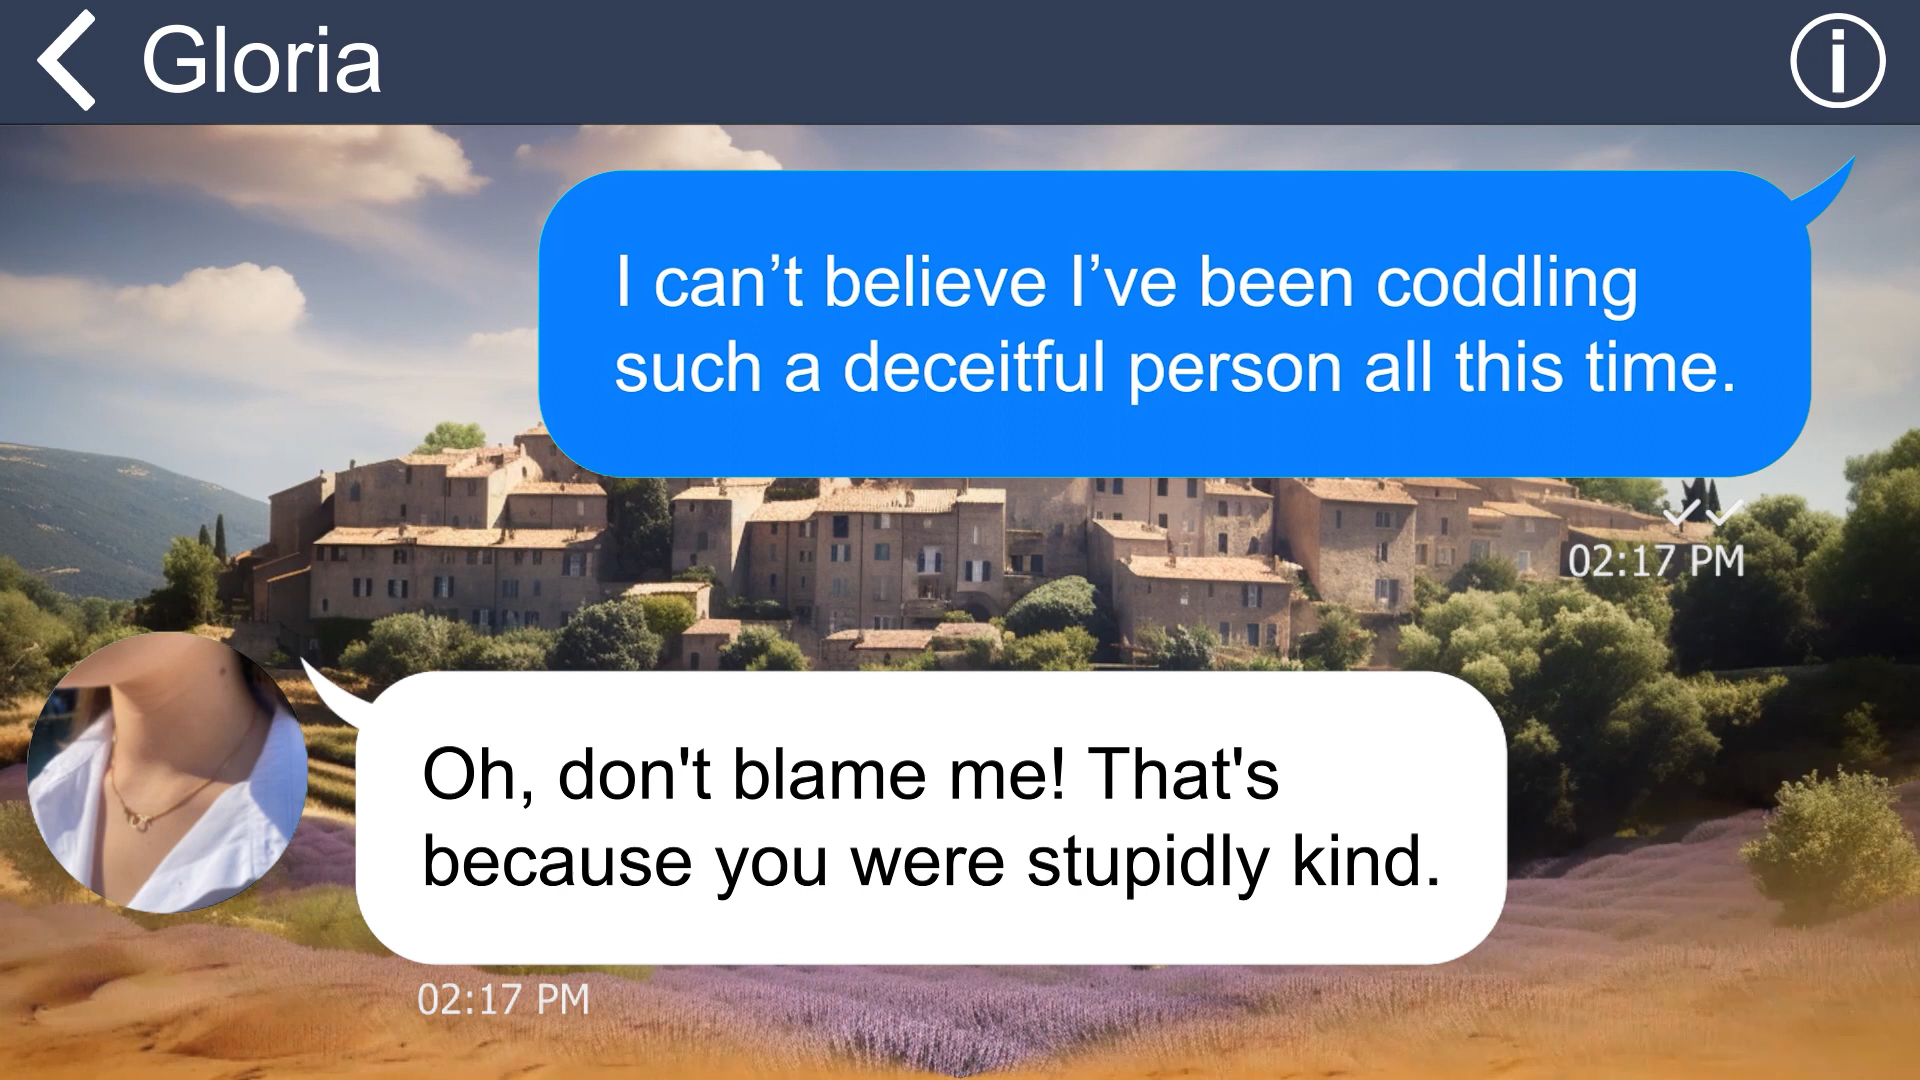 Gloria
I can’t believe I’ve been coddling
such a deceitful person all this time.
02:17 PM
Oh, don't blame me! That's
because you were stupidly kind.
02:17 PM